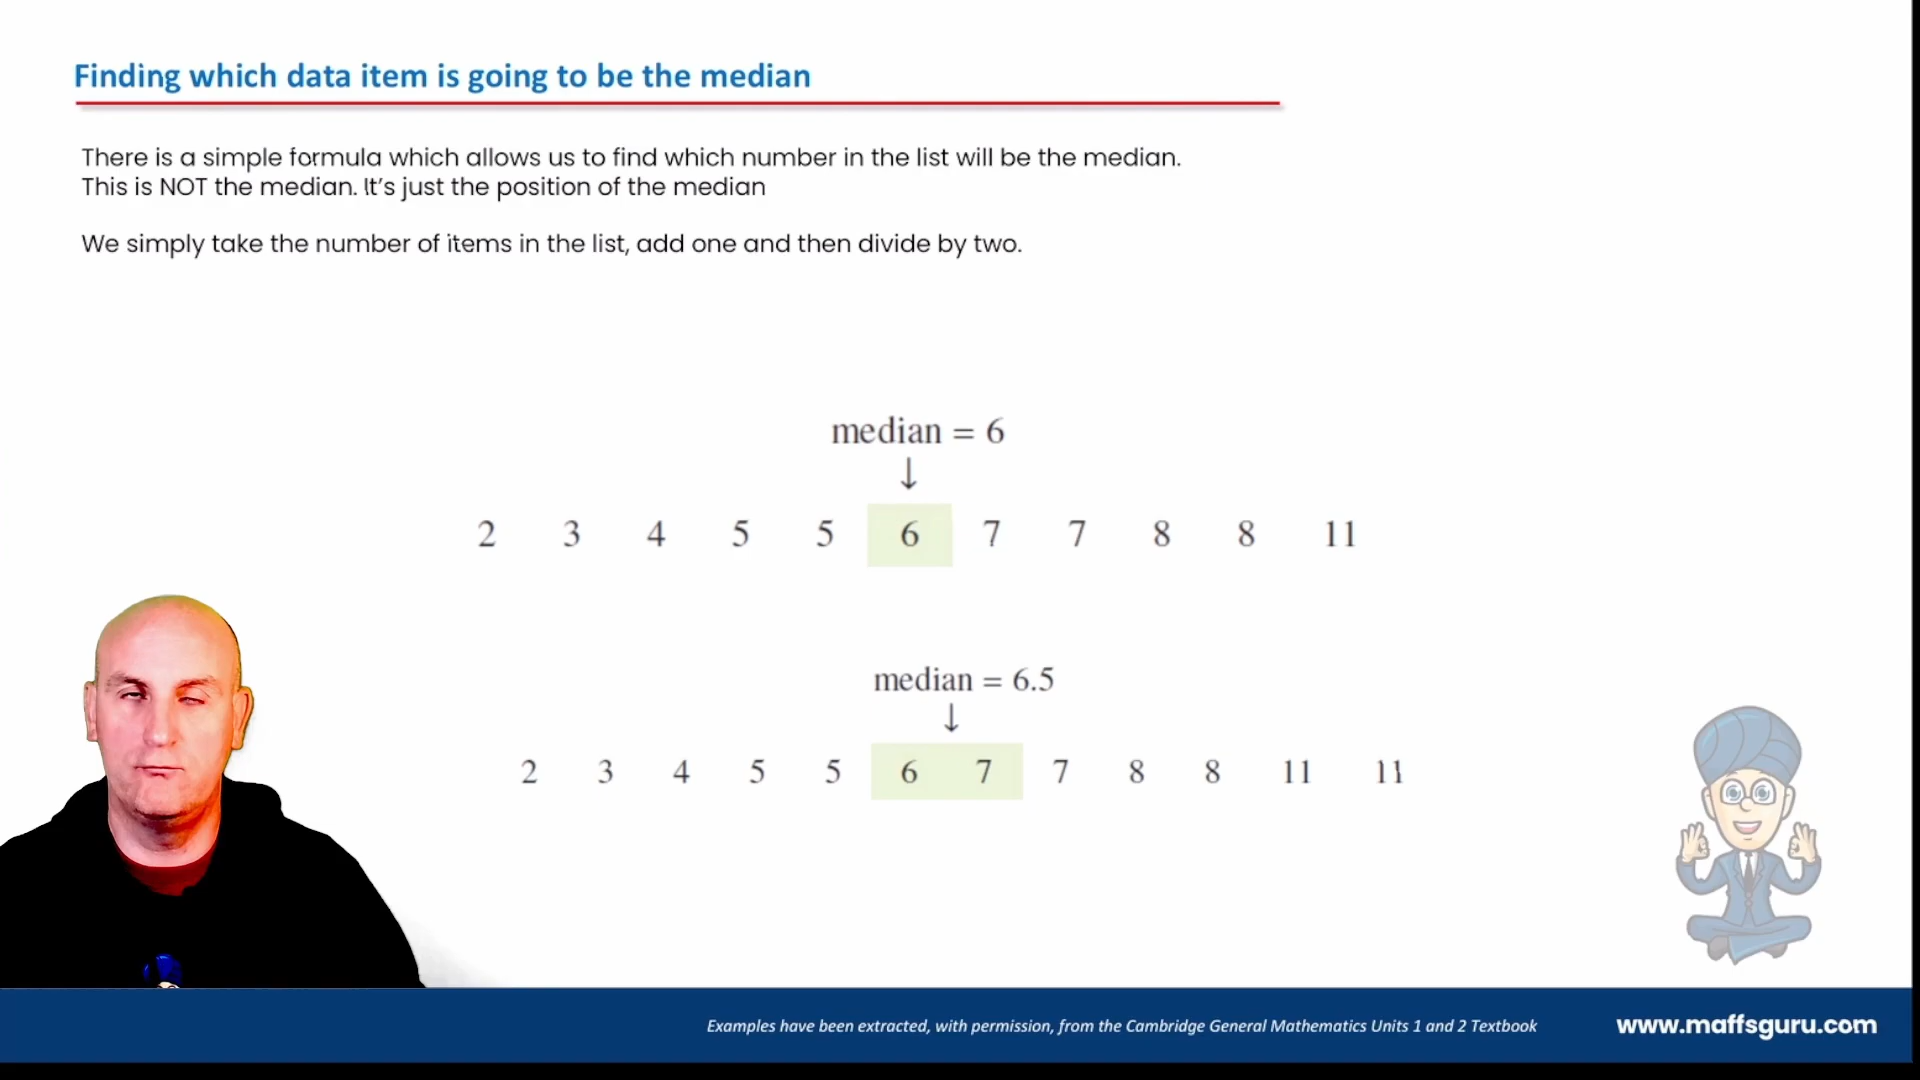 Finding which data item is going to be the median
There is a simple formula which allows us to find which number in the list will be the median.
This is NOT the median. It's just the position of the median
We simply take the number of items in the list, add one and then divide by two.
median = 6
↓
2 3 4 5 5 6 7 7 8 8 11
median = 6.5
↓
2 3 4 5 5 6 7 7 8 8 11 11
Examples have been extracted, with permission, from the Cambridge General Mathematics Units 1 and 2 Textbook
www.maffsguru.com